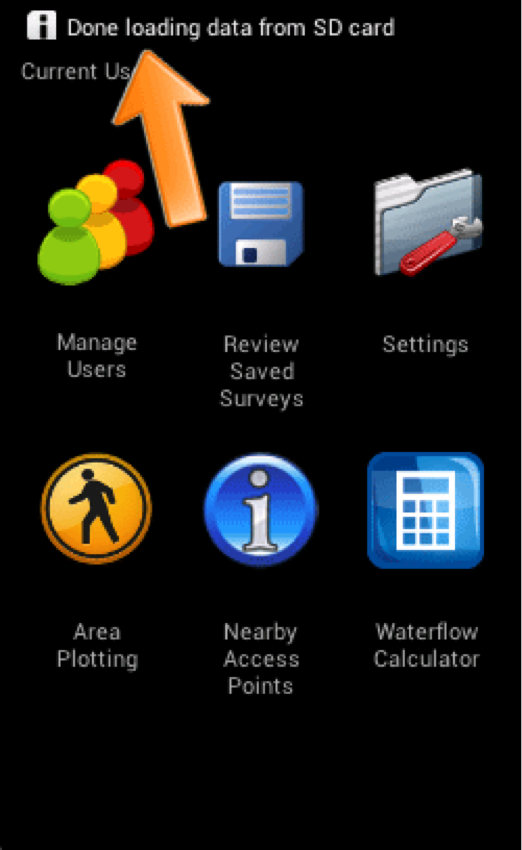 Done loading data from SD card
Current Us
Manage
Users
Review
Saved
Surveys
Settings
Area
Plotting
Nearby
Access
Points
Waterflow
Calculator